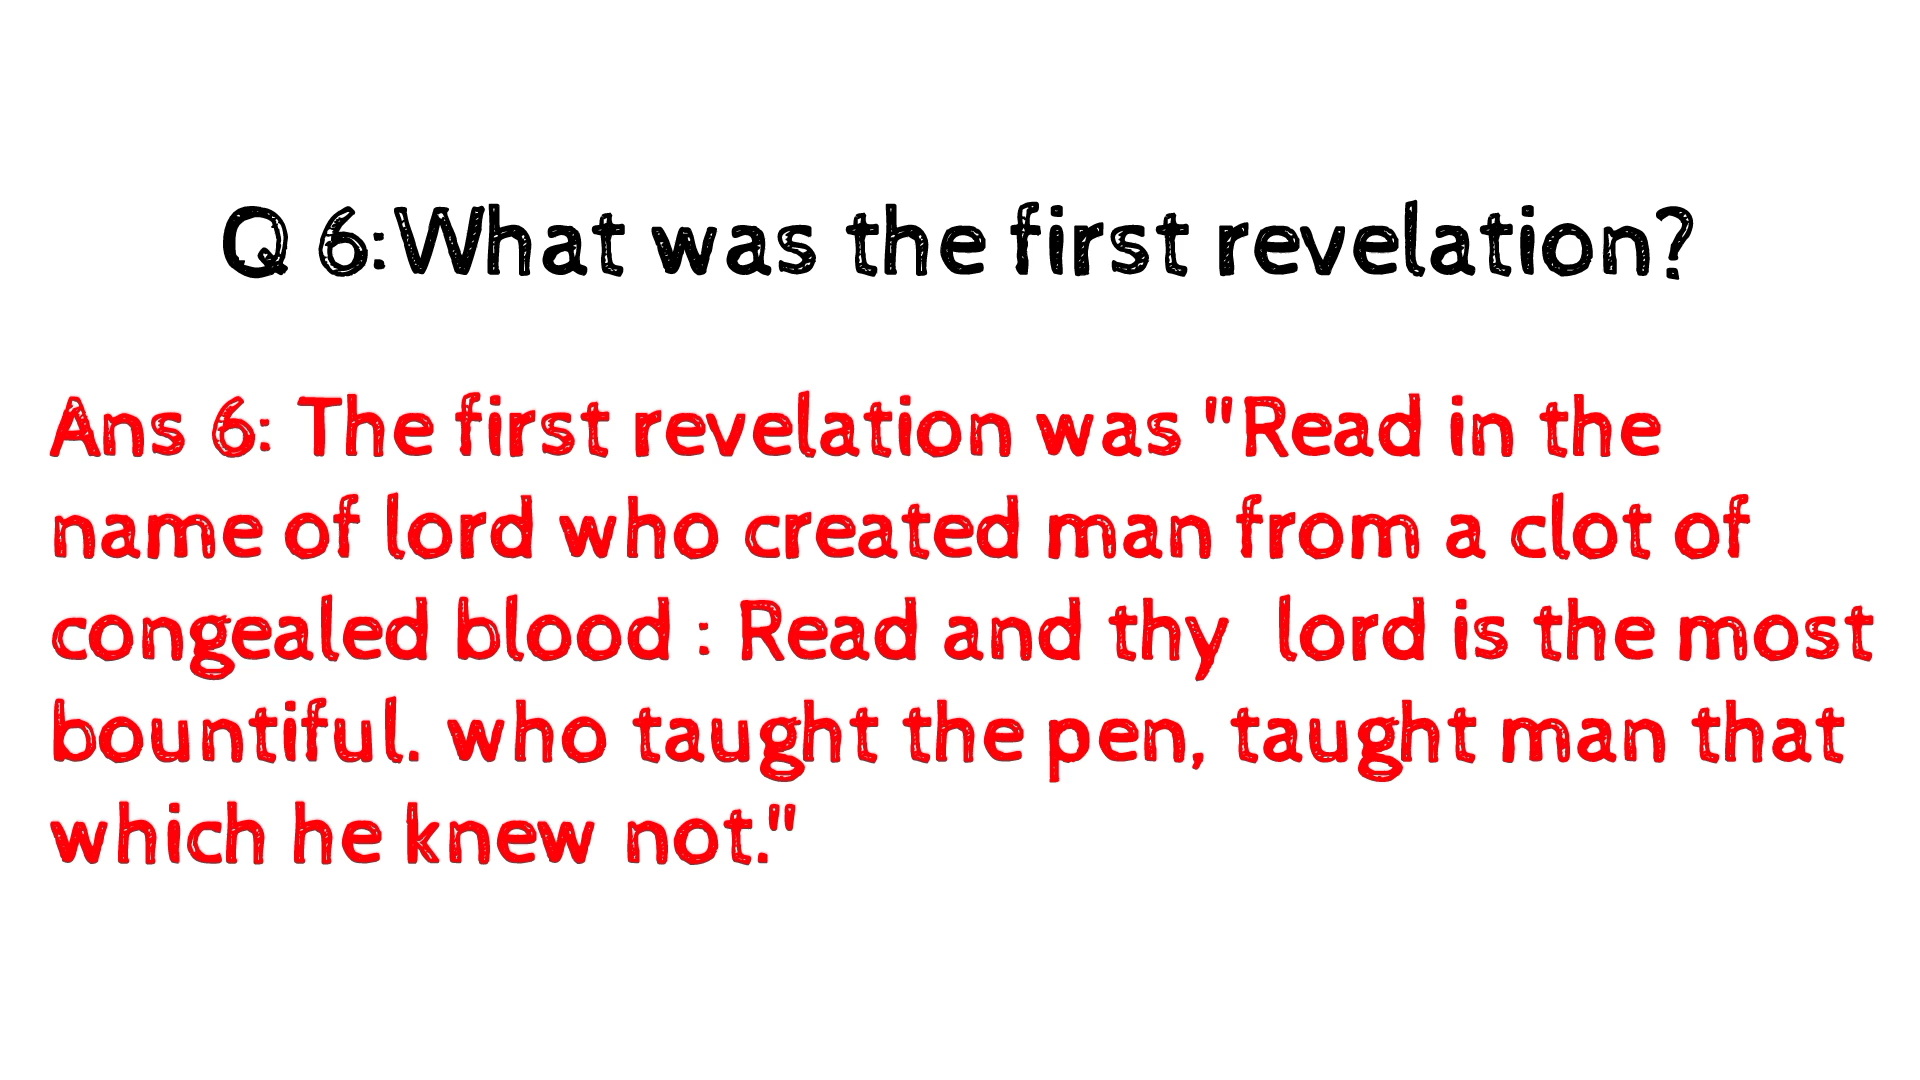 Q 6:What was the first revelation?
Ans 6: The first revelation was "Read in the
name of lord who created man from a clot of
congealed blood : Read and thy  lord is the most
bountiful. who taught the pen, taught man that
which he knew not."